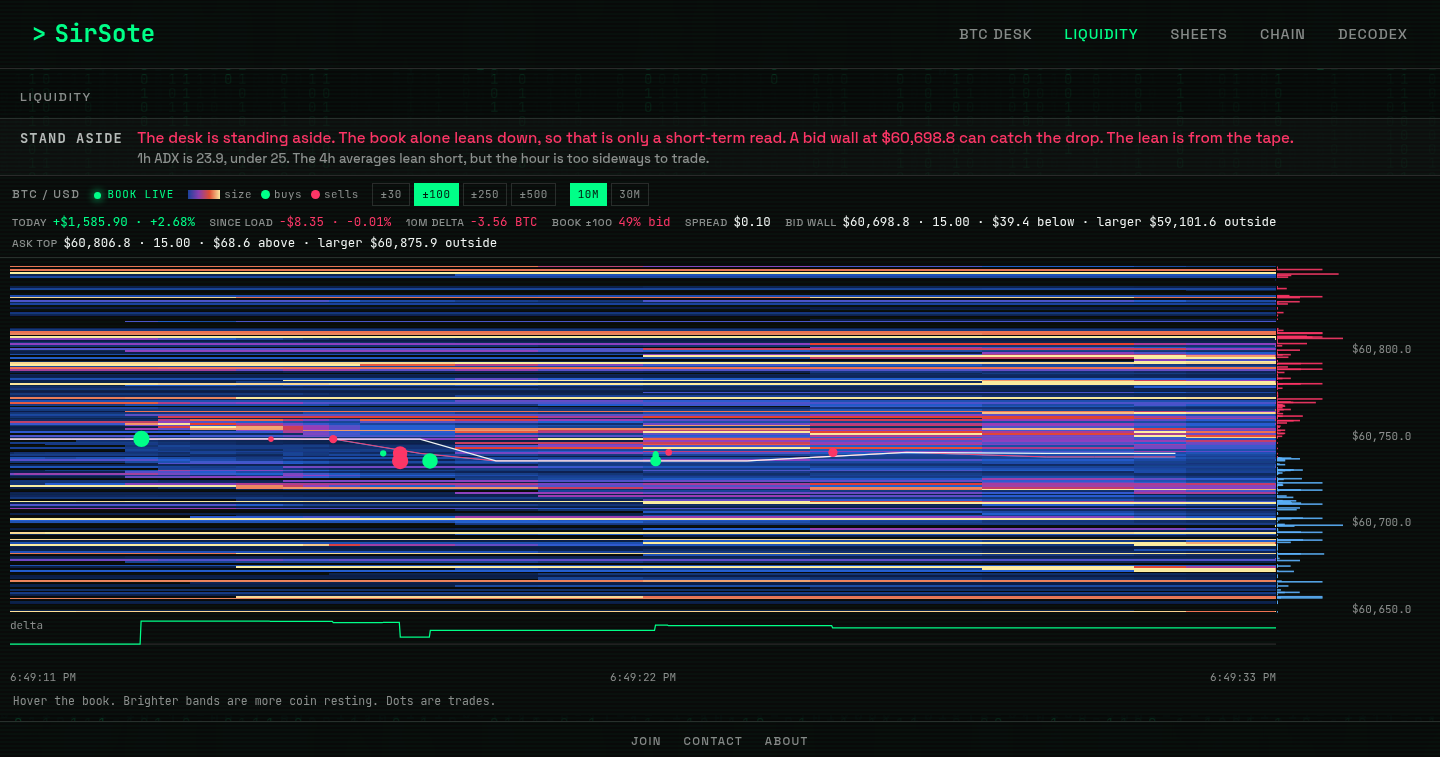 > SirSote
BTC DESK LIQUIDITY SHEETS CHAIN DECODEX
LIQUIDITY
STAND ASIDE The desk is standing aside. The book alone leans down, so that is only a short-term read. A bid wall at $60,698.8 can catch the drop. The lean is from the tape.
1h ADX is 23.9, under 25. The 4h averages lean short, but the hour is too sideways to trade.
BTC / USD BOOK LIVE size buys sells ±30 ±100 ±250 ±500 10M 30M
TODAY +$1,585.90 · +2.68% SINCE LOAD -$8.35 · -0.01% 10M DELTA -3.56 BTC BOOK ±100 49% bid SPREAD $0.10 BID WALL $60,698.8 · 15.00 · $39.4 below · larger $59,101.6 outside
ASK TOP $60,806.8 · 15.00 · $68.6 above · larger $60,875.9 outside
$60,800.0
$60,750.0
$60,700.0
$60,650.0
delta
6:49:11 PM 6:49:22 PM 6:49:33 PM
Hover the book. Brighter bands are more coin resting. Dots are trades.
JOIN CONTACT ABOUT